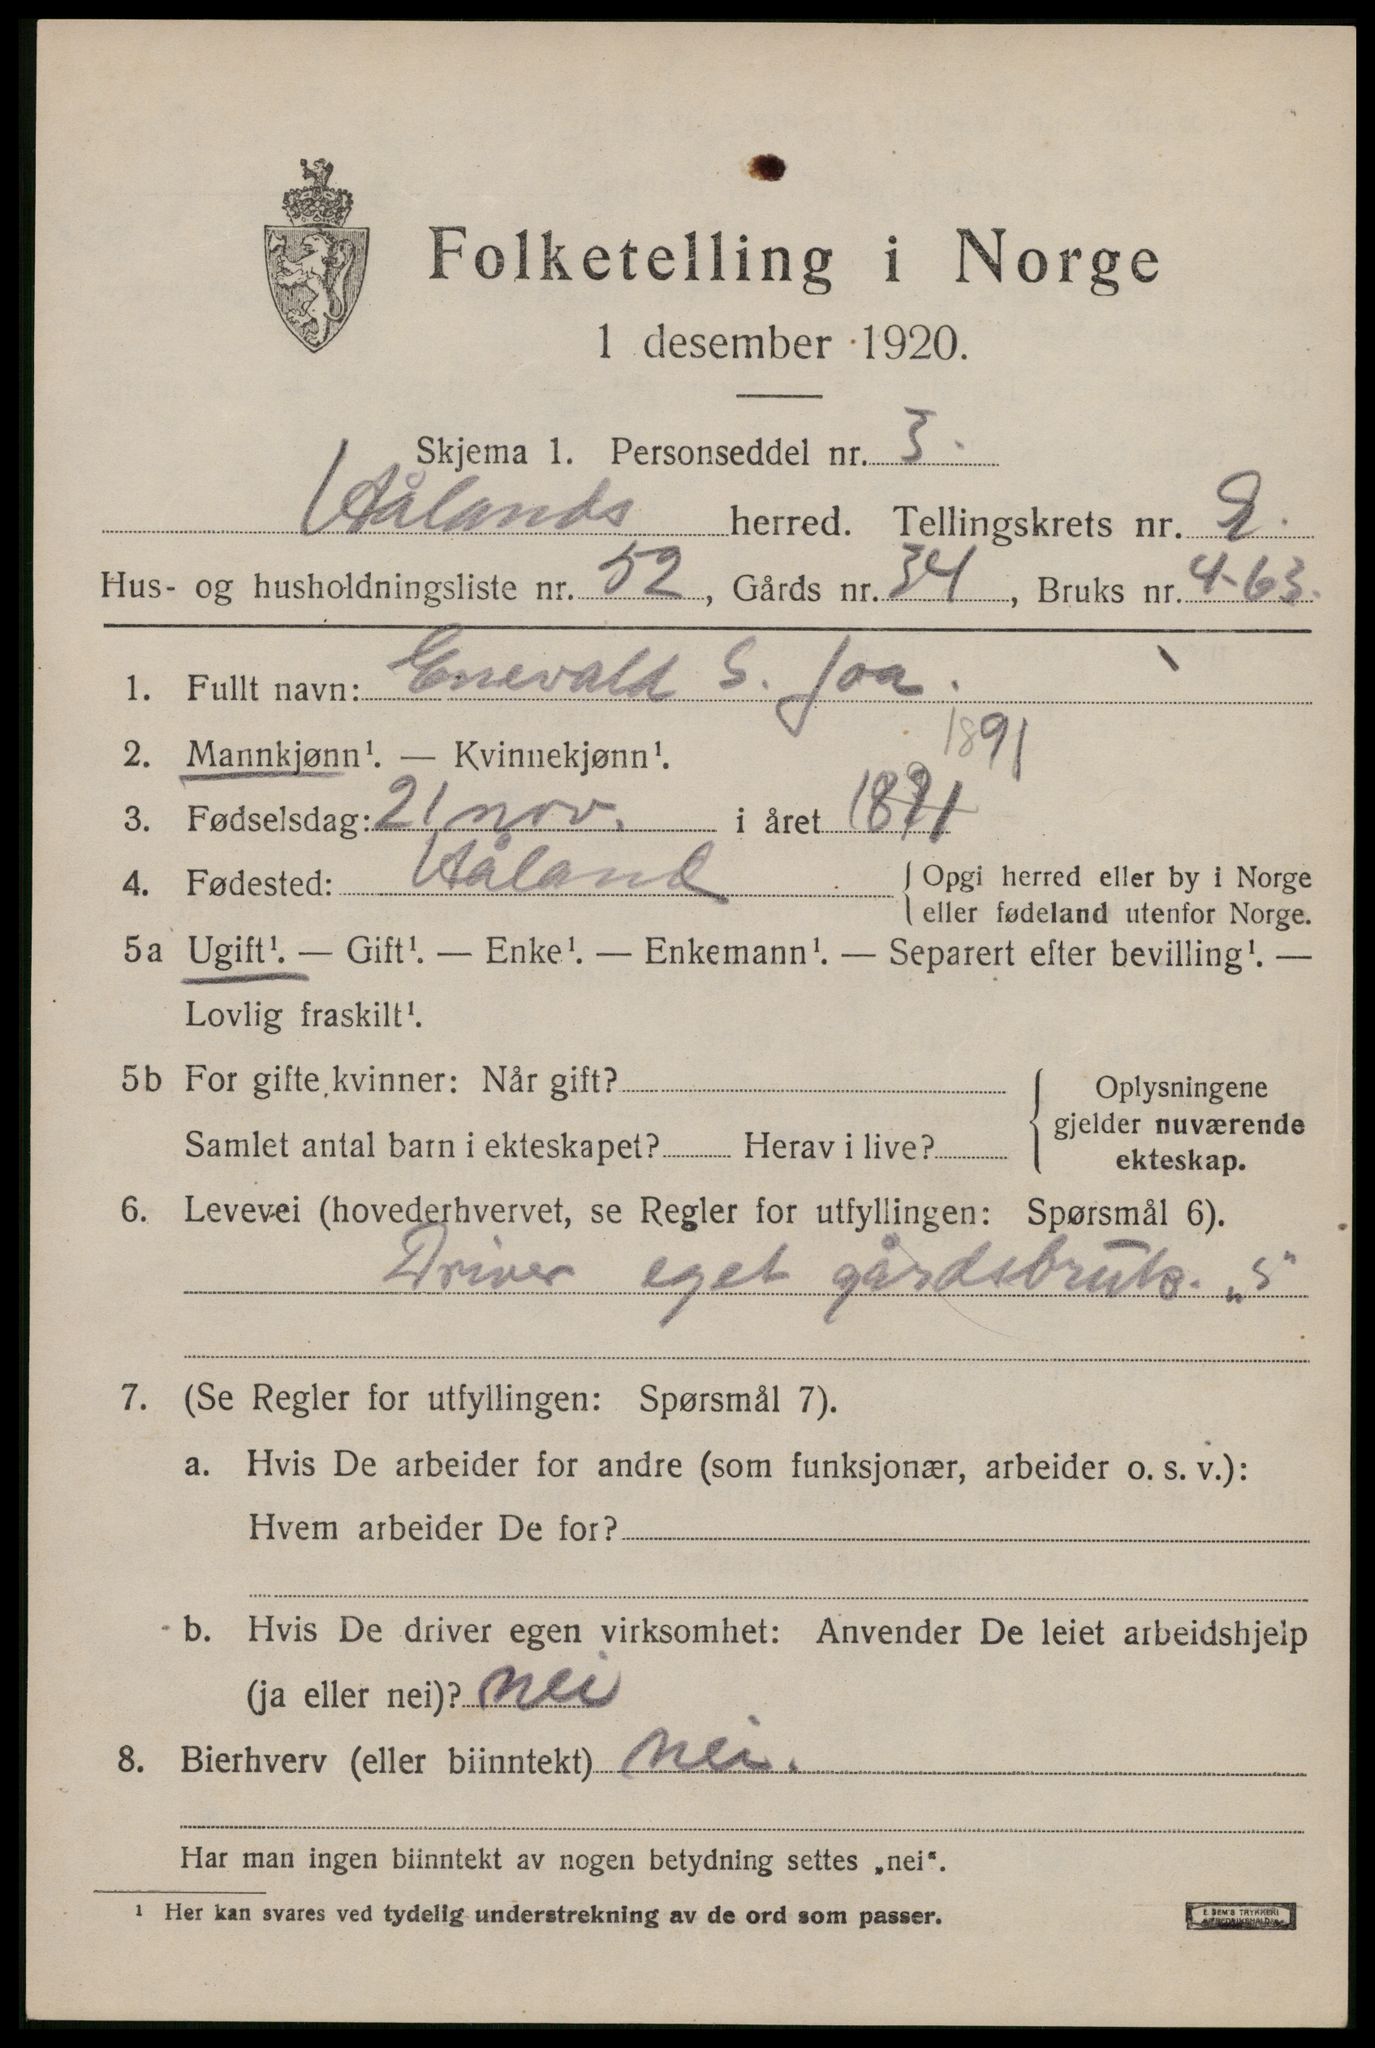 Folketelling i Norge
1 desember 1920.
Skjema 1. Personseddel nr. 3.
Hålands herred. Tellingskrets nr. 2.
Hus- og husholdningsliste nr. 52, Gårds nr. 34, Bruks nr. 4-63.
1. Fullt navn: Enevald S. Joa.
1891
2. Mannkjønn¹. — Kvinnekjønn¹.
3. Fødselsdag: 21 nov. i året 1891
4. Fødested: Håland { Opgi herred eller by i Norge
eller fødeland utenfor Norge.
5a Ugift¹. — Gift¹. — Enke¹. — Enkemann¹. — Separert efter bevilling¹. —
Lovlig fraskilt¹.
5b For gifte kvinner: Når gift?
Samlet antal barn i ekteskapet? Herav i live?
Oplysningene
gjelder nuværende
ekteskap.
6. Levevei (hovederhvervet, se Regler for utfyllingen: Spørsmål 6).
Driver eget gårdsbruk. „S"
7. (Se Regler for utfyllingen: Spørsmål 7).
a. Hvis De arbeider for andre (som funksjonær, arbeider o. s. v.):
Hvem arbeider De for?
b. Hvis De driver egen virksomhet: Anvender De leiet arbeidshjelp
(ja eller nei)? nei
8. Bierhverv (eller biinntekt) nei.
Har man ingen biinntekt av nogen betydning settes „nei".
¹ Her kan svares ved tydelig understrekning av de ord som passer.
E. SEM'S TRYKKERI
FREDRIKSHALD